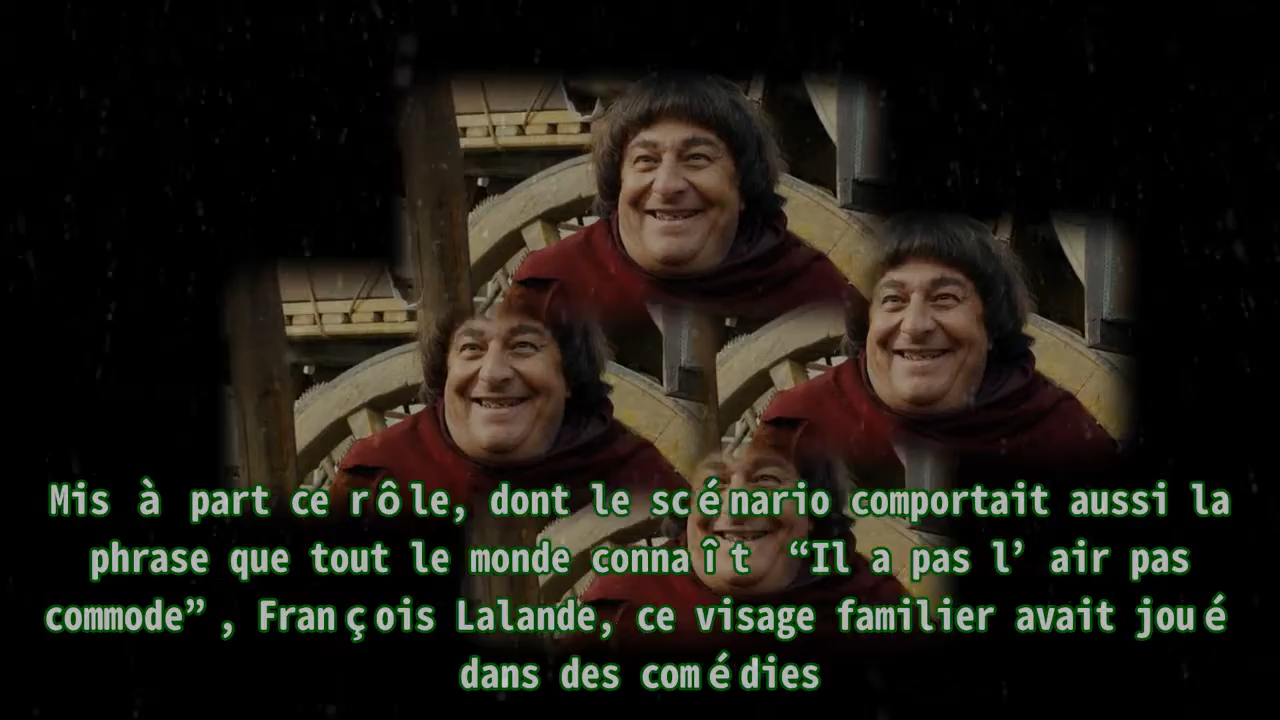 Mis à part ce rôle, dont le scénario comportait aussi la
phrase que tout le monde connaît “Il a pas l’ air pas
commode” , François Lalande, ce visage familier avait joué
dans des comédies